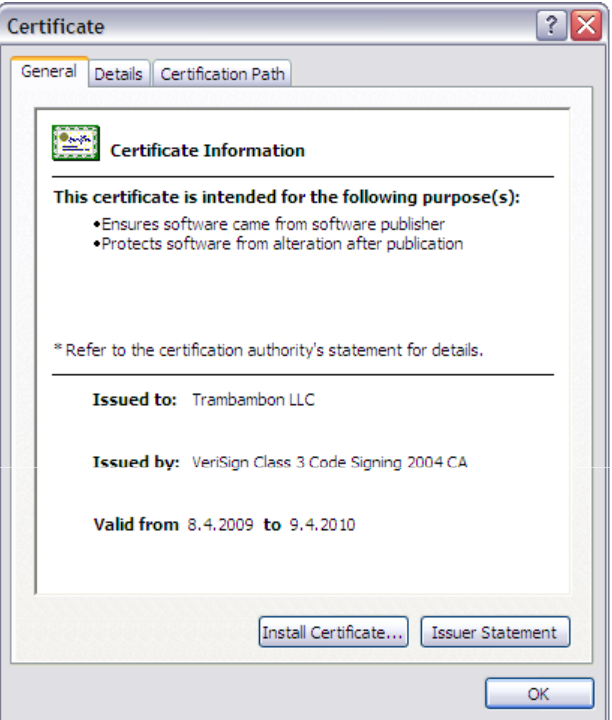 Certificate
General Details Certification Path
Certificate Information
This certificate is intended for the following purpose(s):
•Ensures software came from software publisher
•Protects software from alteration after publication
* Refer to the certification authority's statement for details.
Issued to: Trambambon LLC
Issued by: VeriSign Class 3 Code Signing 2004 CA
Valid from 8.4.2009 to 9.4.2010
Install Certificate... Issuer Statement
OK